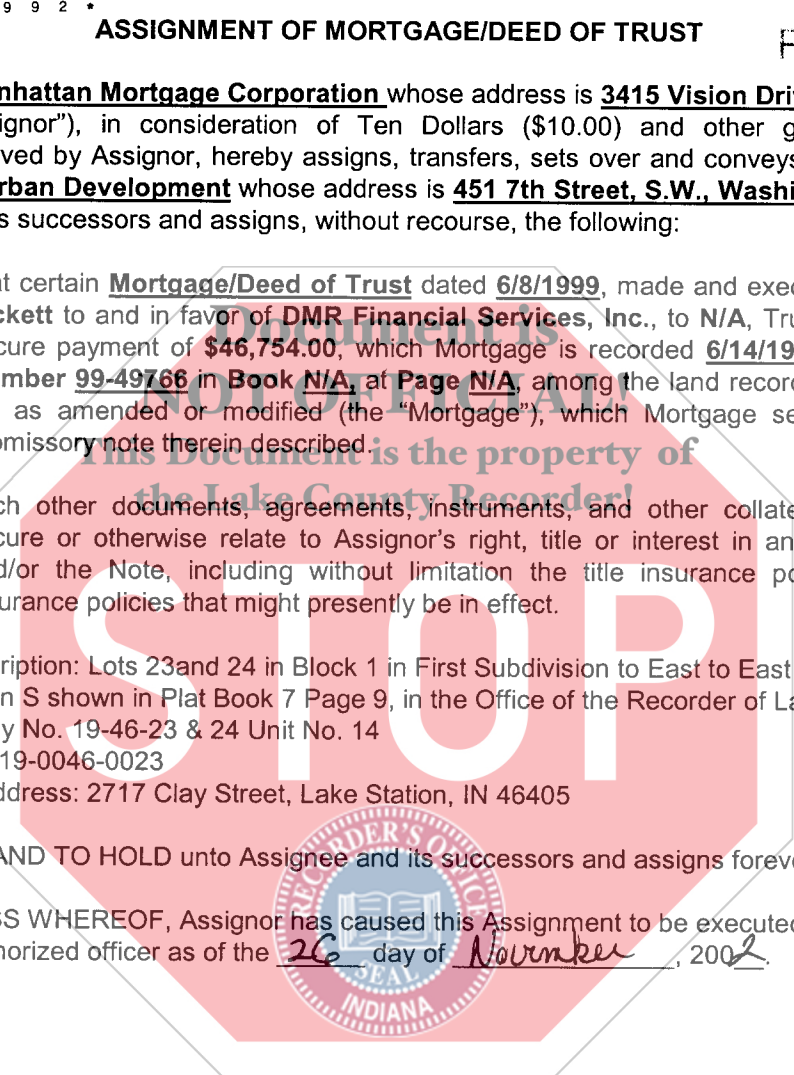 9 9 2 *
ASSIGNMENT OF MORTGAGE/DEED OF TRUST
nhattan Mortgage Corporation whose address is 3415 Vision Dri
ignor"), in consideration of Ten Dollars ($10.00) and other g
ved by Assignor, hereby assigns, transfers, sets over and conveys
rban Development whose address is 451 7th Street, S.W., Washi
s successors and assigns, without recourse, the following:
t certain Mortgage/Deed of Trust dated 6/8/1999, made and exec
ckett to and in favor of DMR Financial Services, Inc., to N/A, Tru
cure payment of $46,754.00, which Mortgage is recorded 6/14/19
mber 99-49766 in Book N/A, at Page N/A, among the land record
as amended or modified (the "Mortgage"), which Mortgage se
omissory note therein described.
Document is
NOT OFFICIAL!
This Document is the property of
the Lake County Recorder!
ch other documents, agreements, instruments, and other collate
cure or otherwise relate to Assignor's right, title or interest in an
d/or the Note, including without limitation the title insurance po
urance policies that might presently be in effect.
STOP
ription: Lots 23and 24 in Block 1 in First Subdivision to East to East
n S shown in Plat Book 7 Page 9, in the Office of the Recorder of La
y No. 19-46-23 & 24 Unit No. 14
19-0046-0023
ddress: 2717 Clay Street, Lake Station, IN 46405
AND TO HOLD unto Assignee and its successors and assigns foreve
SS WHEREOF, Assignor has caused this Assignment to be executed
horized officer as of the 26 day of November, 2002.
RECORDER'S OFFICE
SEAL
INDIANA